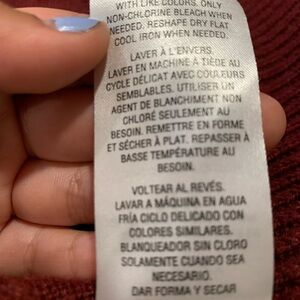 WITH LIKE COLORS. ONLY
NON-CHLORINE BLEACH WHEN
NEEDED. RESHAPE DRY FLAT
COOL IRON WHEN NEEDED.
LAVER À L'ENVERS.
LAVER EN MACHINE À TIÈDE AU
CYCLE DÉLICAT AVEC COULEURS
SEMBLABLES. UTILISER UN
AGENT DE BLANCHIMENT NON
CHLORÉ SEULEMENT AU
BESOIN. REMETTRE EN FORME
ET SÉCHER À PLAT. REPASSER À
BASSE TEMPÉRATURE AU
BESOIN.
VOLTEAR AL REVÉS.
LAVAR A MÁQUINA EN AGUA
FRÍA CICLO DELICADO CON
COLORES SIMILARES.
BLANQUEADOR SIN CLORO
SOLAMENTE CUANDO SEA
NECESARIO.
DAR FORMA Y SECAR